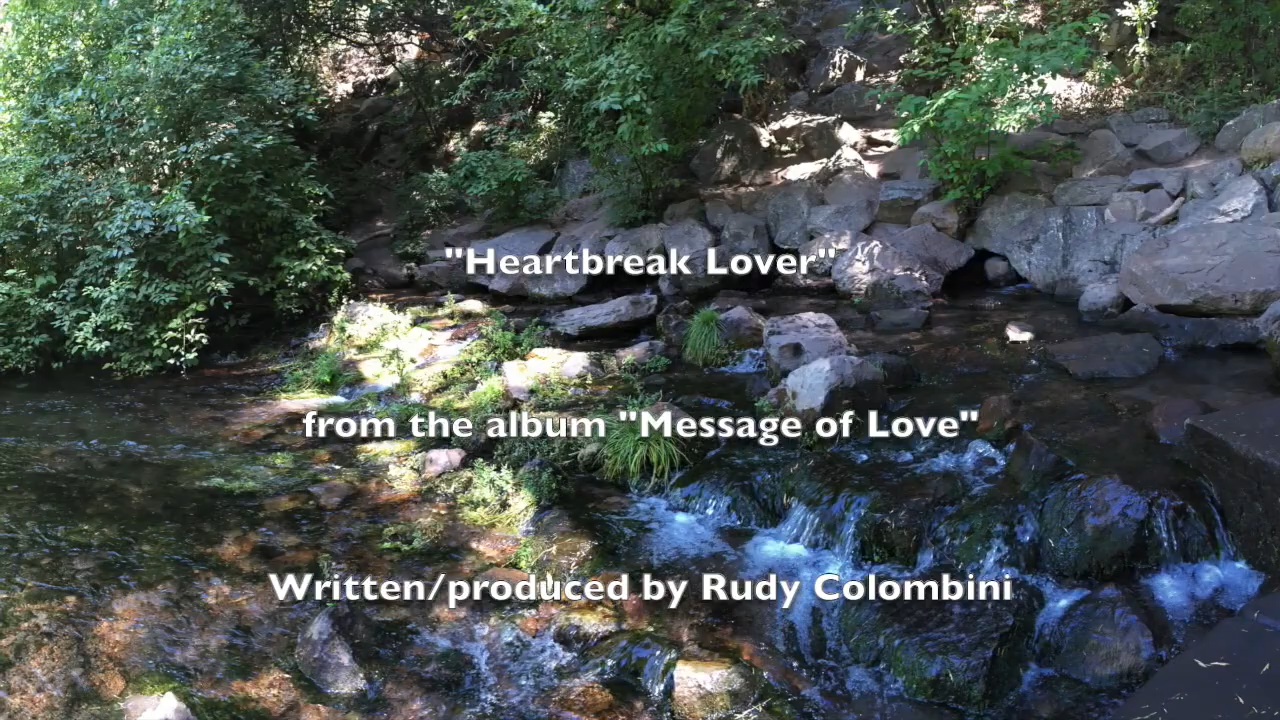 "Heartbreak Lover"
from the album "Message of Love"
Written/produced by Rudy Colombini